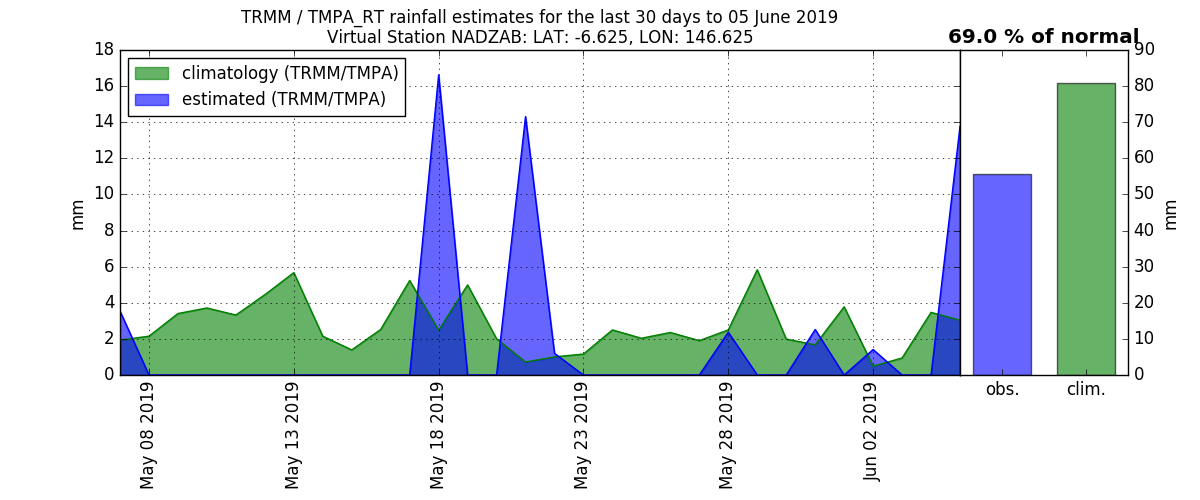 TRMM / TMPA_RT rainfall estimates for the last 30 days to 05 June 2019
Virtual Station NADZAB: LAT: -6.625, LON: 146.625
69.0 % of normal
climatology (TRMM/TMPA)
estimated (TRMM/TMPA)
18
16
14
12
10
8
6
4
2
0
mm
May 08 2019
May 13 2019
May 18 2019
May 23 2019
May 28 2019
Jun 02 2019
90
80
70
60
50
40
30
20
10
0
mm
obs.
clim.